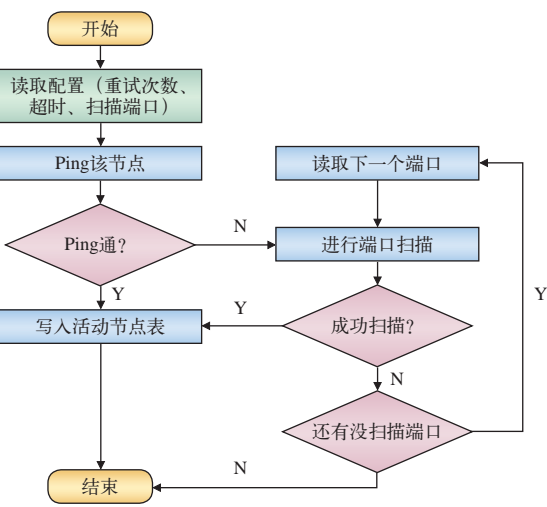 开始
读取配置（重试次数、
超时、扫描端口）
Ping该节点
读取下一个端口
Ping通？
N
进行端口扫描
Y
Y
Y
写入活动节点表
成功扫描？
N
还有没扫描端口
N
结束